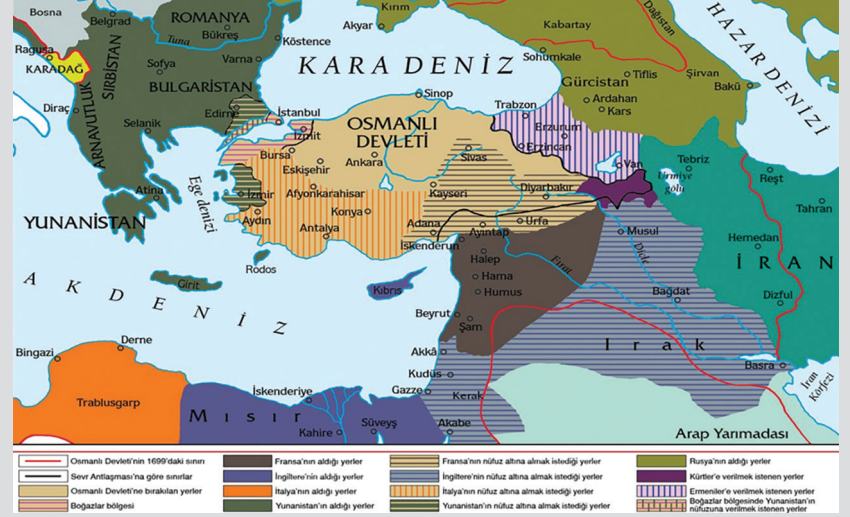 Bosna
Belgrad
ROMANYA
Bükreş
Kırım
Akyar
Kabartay
Dağıstan
HAZAR DENİZİ
Ragusa
KARADAĞ
SIRBİSTAN
Tuna
Köstence
Sofya
Varna
BULGARİSTAN
KARADENİZ
Sohumkale
Gürcistan
Tiflis
Şirvan
Bakû
Ardahan
Kars
Diraç
ARNAVUTLUK
Selanik
Edirne
İstanbul
İzmit
Bursa
Sinop
OSMANLI
DEVLETİ
Trabzon
Erzurum
Erzincan
Van
Tebriz
Urmiye
gölü
Reşt
Tahran
Eskişehir
Ankara
Sivas
Kayseri
Diyarbakır
Atina
Ege denizi
İzmir
Afyonkarahisar
Konya
Aydın
Antalya
Adana
Ayıntap
Urfa
İskenderun
YUNANİSTAN
Rodos
Girit
Kıbrıs
AKDENİZ
Halep
Hama
Humus
Fırat
Dicle
Musul
Hemedan
İRAN
Dizful
Bağdat
Beyrut
Şam
Akkâ
Irak
Basra
İran
Körfezi
Kudüs
Gazze
Kerak
Akabe
Derne
Bingazi
Trablusgarp
İskenderiye
Mısır
Kahire
Süveyş
Arap Yarımadası
Osmanlı Devleti'nin 1699'daki sınırı
Sevr Antlaşması'na göre sınırlar
Osmanlı Devleti'ne bırakılan yerler
Boğazlar bölgesi
Fransa'nın aldığı yerler
İngiltere'nin aldığı yerler
İtalya'nın aldığı yerler
Yunanistan'ın aldığı yerler
Fransa'nın nüfuz altına almak istediği yerler
İngiltere'nin nüfuz altına almak istediği yerler
İtalya'nın nüfuz altına almak istediği yerler
Yunanistan'ın nüfuz altına almak istediği yerler
Rusya'nın aldığı yerler
Kürtler'e verilmek istenen yerler
Ermeniler'e verilmek istenen yerler
Boğazlar bölgesinde Yunanistan'ın
nüfuzuna verilmek istenen yerler